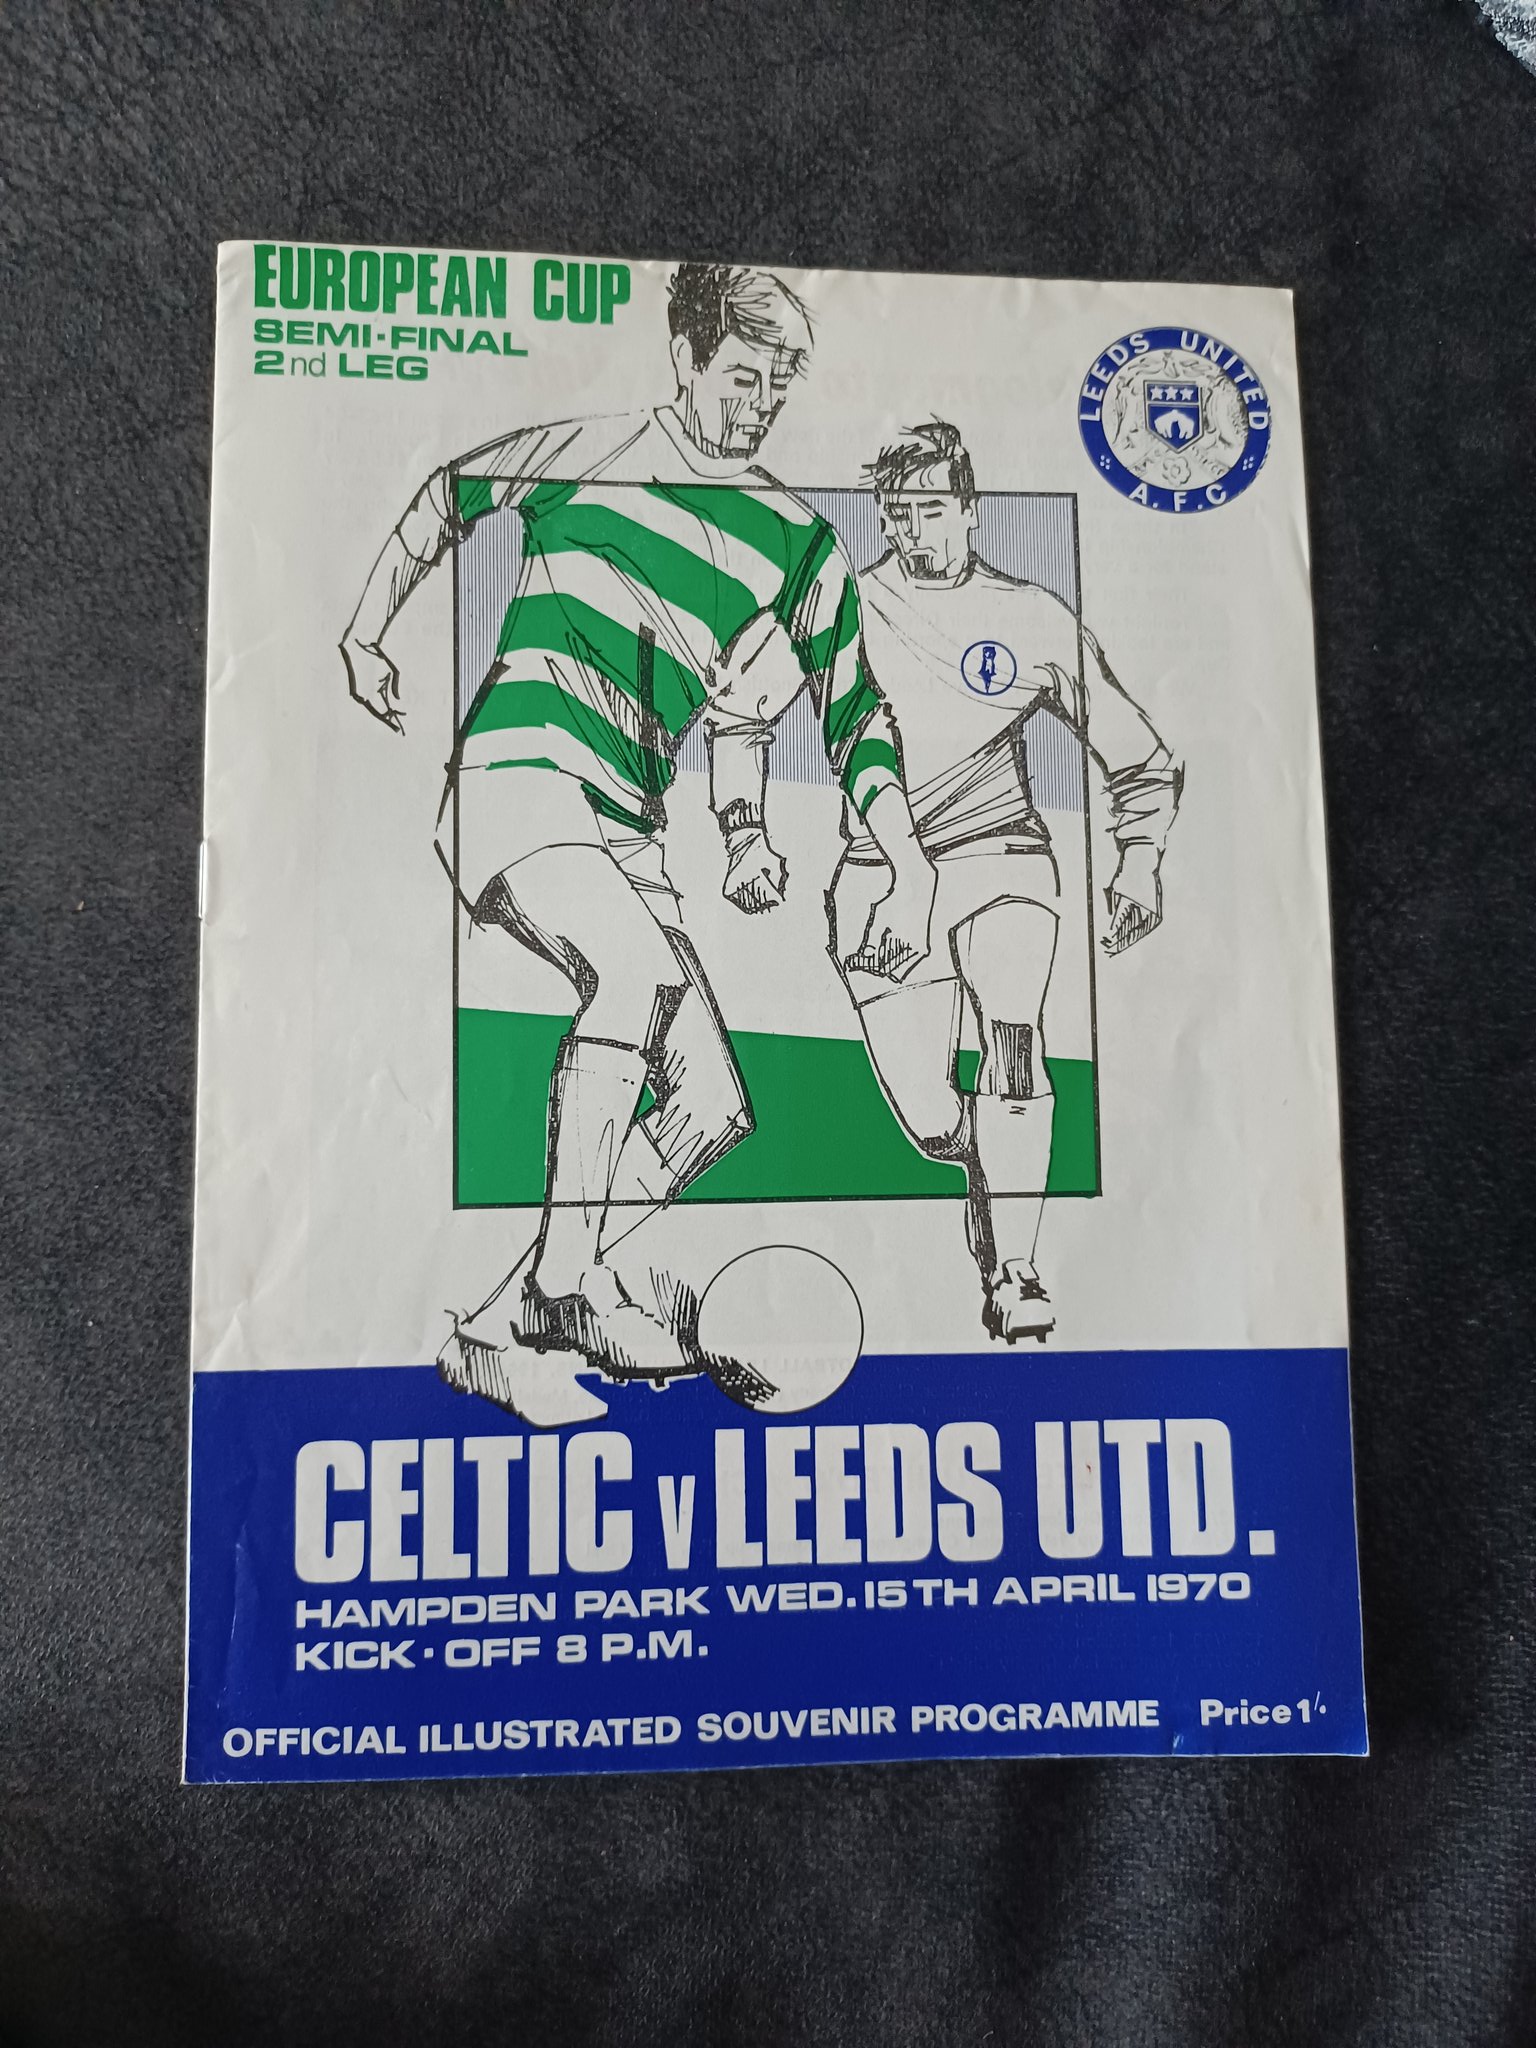 EUROPEAN CUP
SEMI-FINAL
2nd LEG
LEEDS UNITED
A.F.C
CELTIC v LEEDS UTD.
HAMPDEN PARK WED. 15TH APRIL 1970
KICK-OFF 8 P.M.
OFFICIAL ILLUSTRATED SOUVENIR PROGRAMME Price 1/-